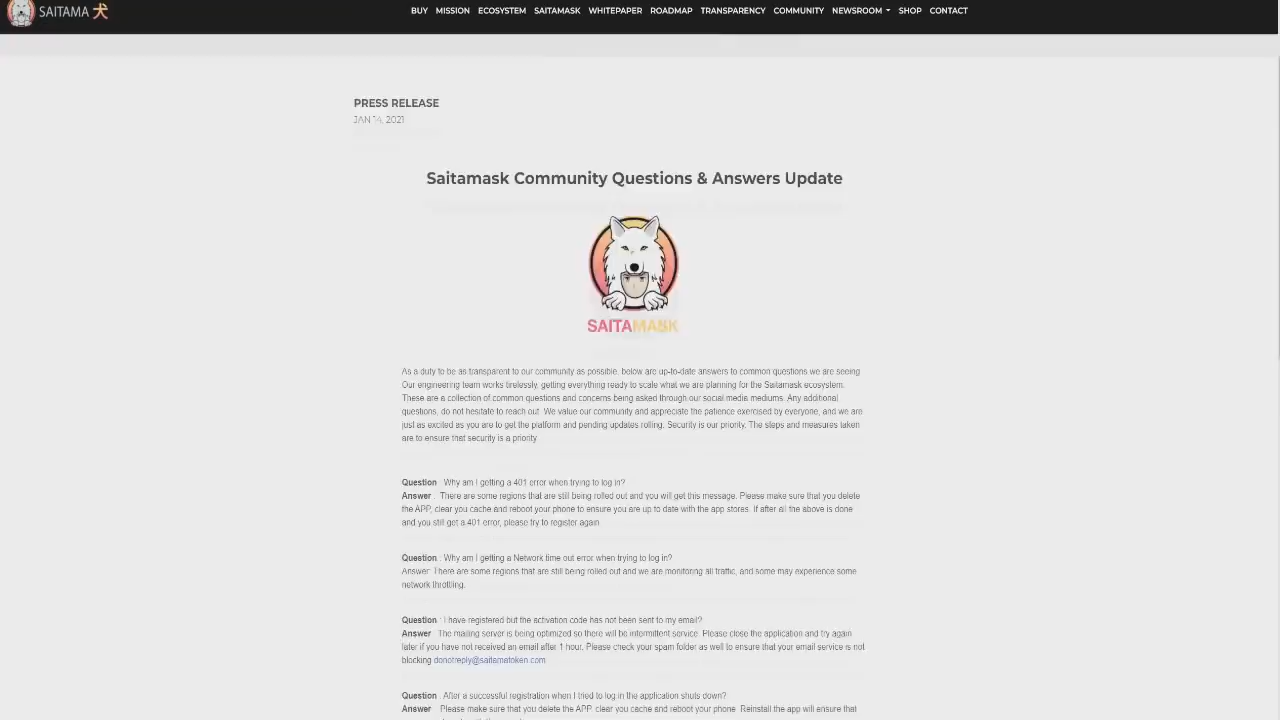 SAITAMA 犬
BUY MISSION ECOSYSTEM SAITAMASK WHITEPAPER ROADMAP TRANSPARENCY COMMUNITY NEWSROOM SHOP CONTACT
PRESS RELEASE
JAN 14, 2021
Saitamask Community Questions & Answers Update
SAITAMASK
As a duty to be as transparent to our community as possible, below are up-to-date answers to common questions we are seeing
Our engineering team works tirelessly, getting everything ready to scale what we are planning for the Saitamask ecosystem.
These are a collection of common questions and concerns being asked through our social media mediums. Any additional
questions, do not hesitate to reach out. We value our community and appreciate the patience exercised by everyone, and we are
just as excited as you are to get the platform and pending updates rolling. Security is our priority. The steps and measures taken
are to ensure that security is a priority
Question : Why am I getting a 401 error when trying to log in?
Answer : There are some regions that are still being rolled out and you will get this message. Please make sure that you delete
the APP, clear you cache and reboot your phone to ensure you are up to date with the app stores. If after all the above is done
and you still get a 401 error, please try to register again
Question : Why am I getting a Network time out error when trying to log in?
Answer: There are some regions that are still being rolled out and we are monitoring all traffic, and some may experience some
network throttling.
Question : I have registered but the activation code has not been sent to my email?
Answer : The mailing server is being optimized so there will be intermittent service. Please close the application and try again
later if you have not received an email after 1 hour. Please check your spam folder as well to ensure that your email service is not
blocking donotreply@saitamatoken.com
Question : After a successful registration when I tried to log in the application shuts down?
Answer : Please make sure that you delete the APP, clear you cache and reboot your phone. Reinstall the app will ensure that